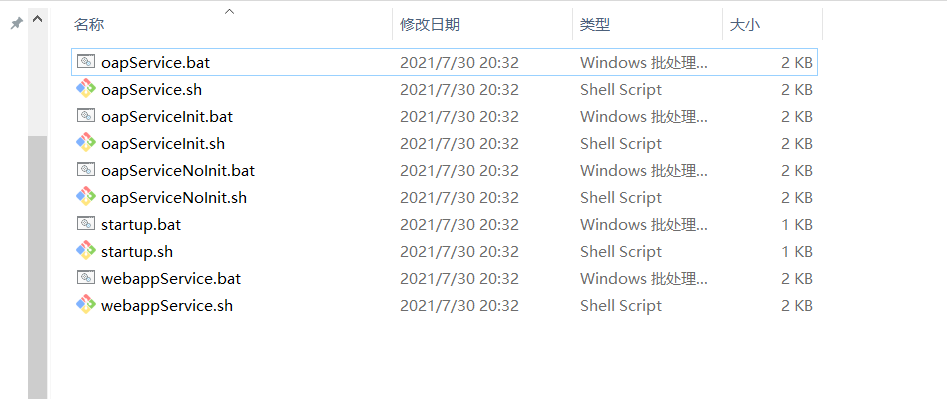 名称 修改日期 类型 大小
oapService.bat 2021/7/30 20:32 Windows 批处理... 2 KB
oapService.sh 2021/7/30 20:32 Shell Script 2 KB
oapServiceInit.bat 2021/7/30 20:32 Windows 批处理... 2 KB
oapServiceInit.sh 2021/7/30 20:32 Shell Script 2 KB
oapServiceNoInit.bat 2021/7/30 20:32 Windows 批处理... 2 KB
oapServiceNoInit.sh 2021/7/30 20:32 Shell Script 2 KB
startup.bat 2021/7/30 20:32 Windows 批处理... 1 KB
startup.sh 2021/7/30 20:32 Shell Script 1 KB
webappService.bat 2021/7/30 20:32 Windows 批处理... 2 KB
webappService.sh 2021/7/30 20:32 Shell Script 2 KB